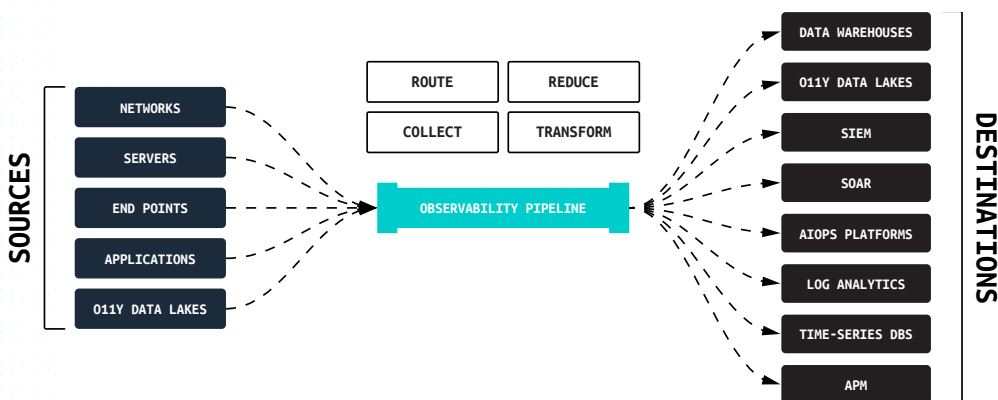 SOURCES
NETWORKS
SERVERS
END POINTS
APPLICATIONS
O11Y DATA LAKES
ROUTE
REDUCE
COLLECT
TRANSFORM
OBSERVABILITY PIPELINE
DATA WAREHOUSES
O11Y DATA LAKES
SIEM
SOAR
AIOPS PLATFORMS
LOG ANALYTICS
TIME-SERIES DBS
APM
DESTINATIONS